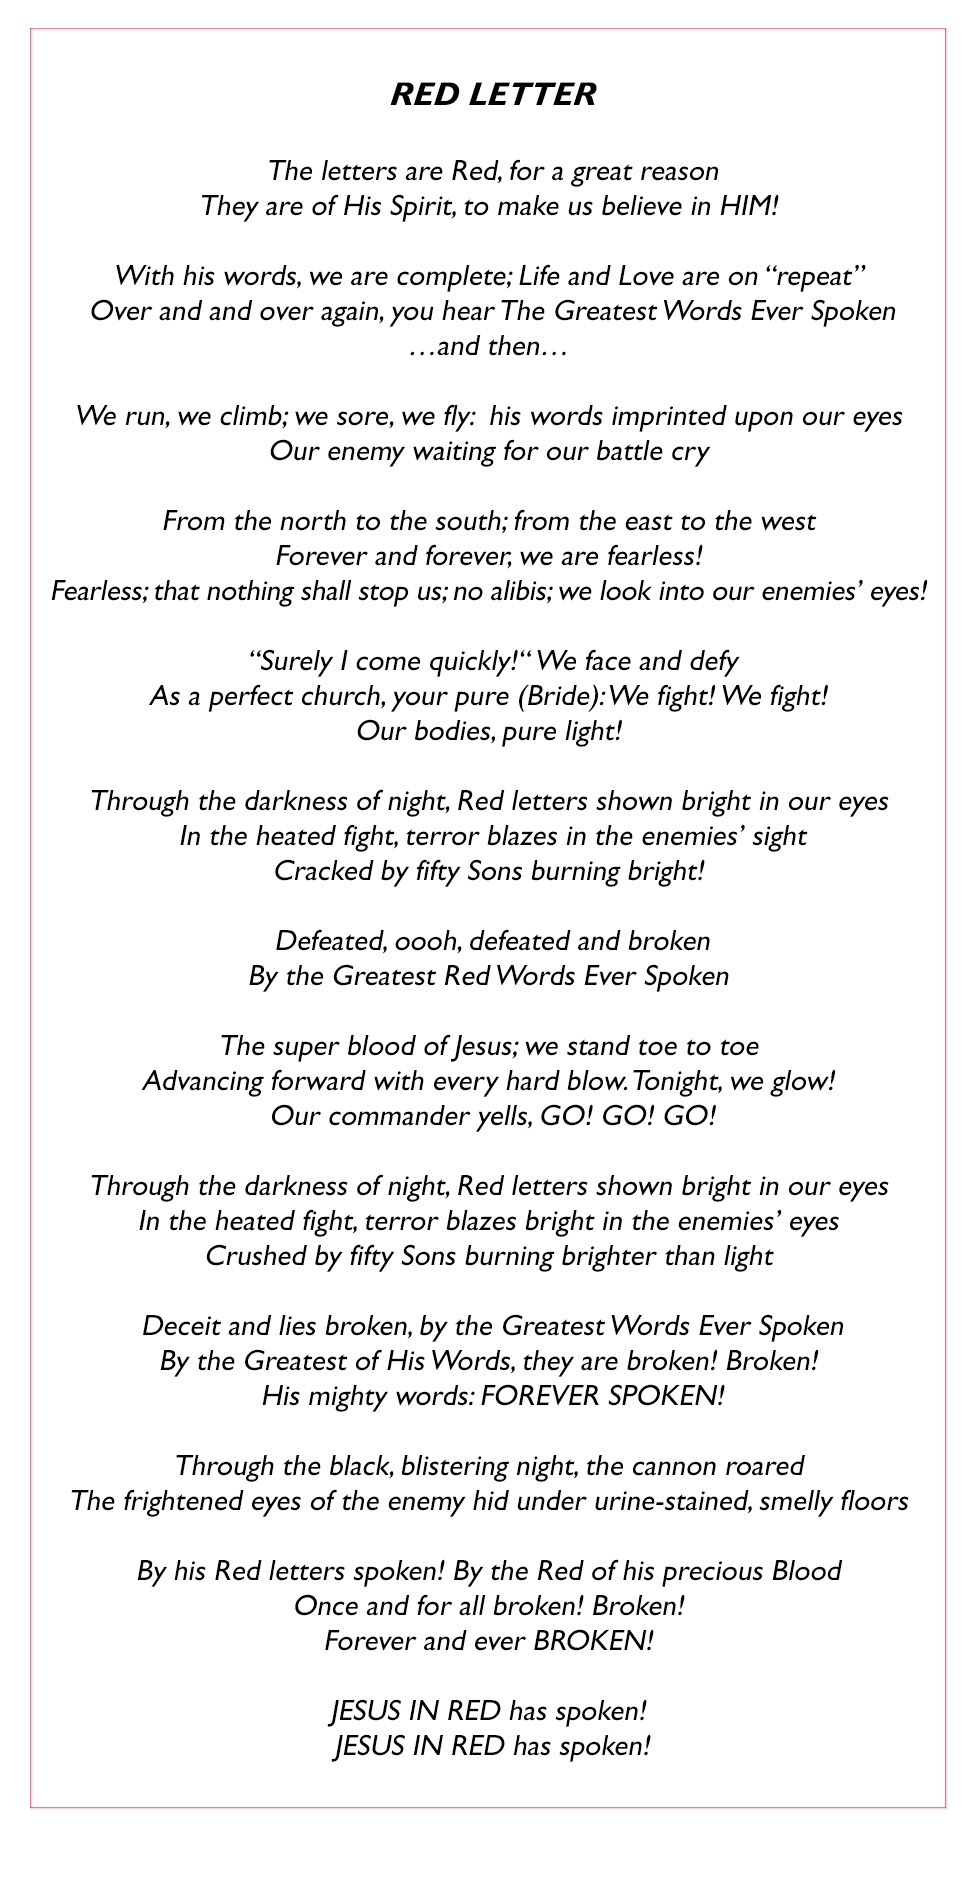 RED LETTER
The letters are Red, for a great reason
They are of His Spirit, to make us believe in HIM!
With his words, we are complete; Life and Love are on “repeat”
Over and and over again, you hear The Greatest Words Ever Spoken
…and then…
We run, we climb; we sore, we fly:  his words imprinted upon our eyes
Our enemy waiting for our battle cry
From the north to the south; from the east to the west
Forever and forever, we are fearless!
Fearless; that nothing shall stop us; no alibis; we look into our enemies’ eyes!
“Surely I come quickly!“ We face and defy
As a perfect church, your pure (Bride): We fight! We fight!
Our bodies, pure light!
Through the darkness of night, Red letters shown bright in our eyes
In the heated fight, terror blazes in the enemies’ sight
Cracked by fifty Sons burning bright!
Defeated, oooh, defeated and broken
By the Greatest Red Words Ever Spoken
The super blood of Jesus; we stand toe to toe
Advancing forward with every hard blow. Tonight, we glow!
Our commander yells, GO! GO! GO!
Through the darkness of night, Red letters shown bright in our eyes
In the heated fight, terror blazes bright in the enemies’ eyes
Crushed by fifty Sons burning brighter than light
Deceit and lies broken, by the Greatest Words Ever Spoken
By the Greatest of His Words, they are broken! Broken!
His mighty words: FOREVER SPOKEN!
Through the black, blistering night, the cannon roared
The frightened eyes of the enemy hid under urine-stained, smelly floors
By his Red letters spoken! By the Red of his precious Blood
Once and for all broken! Broken!
Forever and ever BROKEN!
JESUS IN RED has spoken!
JESUS IN RED has spoken!